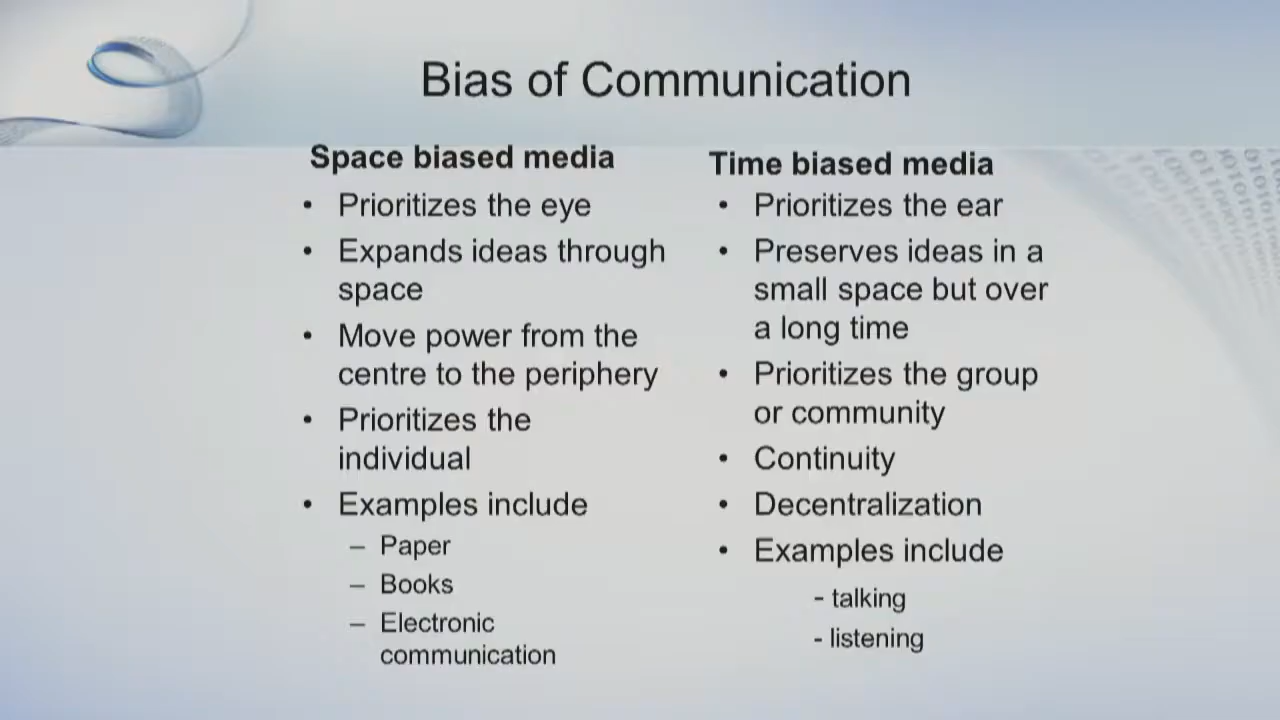 Bias of Communication
Space biased media
• Prioritizes the eye
• Expands ideas through
space
• Move power from the
centre to the periphery
• Prioritizes the
individual
• Examples include
– Paper
– Books
– Electronic
communication
Time biased media
• Prioritizes the ear
• Preserves ideas in a
small space but over
a long time
• Prioritizes the group
or community
• Continuity
• Decentralization
• Examples include
- talking
- listening